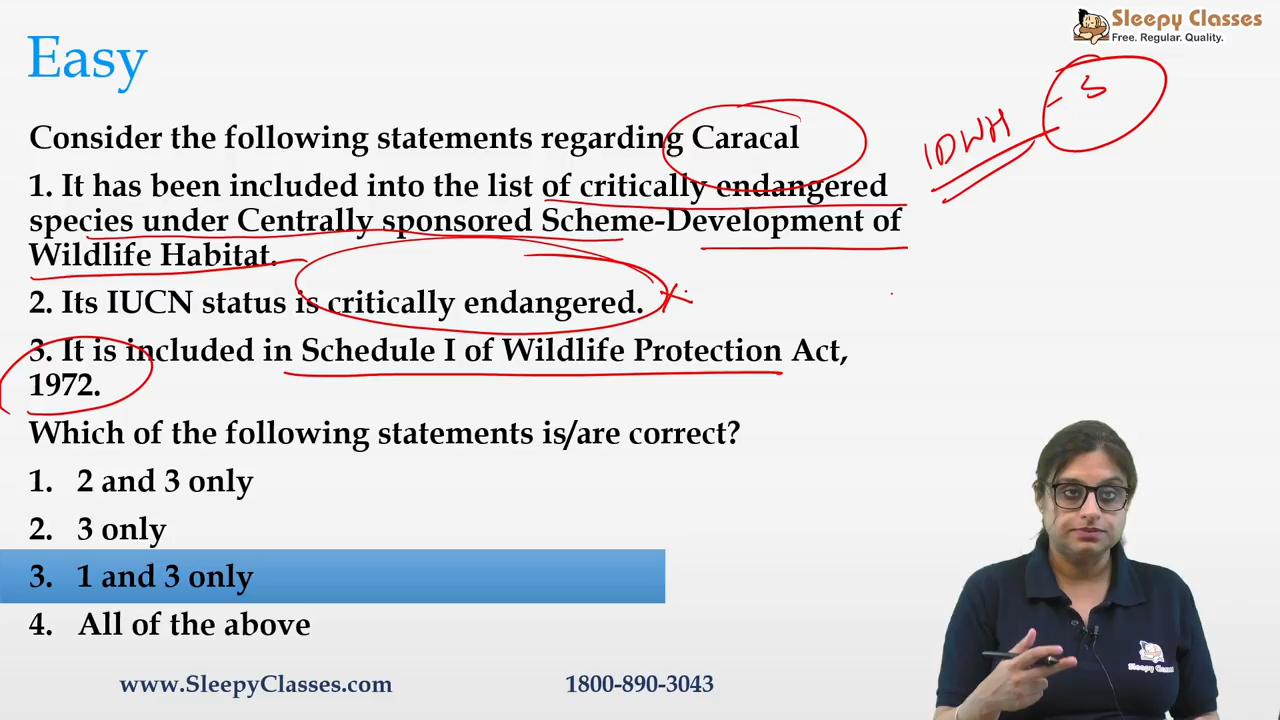 Sleepy Classes
Free. Regular. Quality.
Easy
IDWH - 3
Consider the following statements regarding Caracal
1. It has been included into the list of critically endangered
species under Centrally sponsored Scheme-Development of
Wildlife Habitat.
2. Its IUCN status is critically endangered.
3. It is included in Schedule I of Wildlife Protection Act,
1972.
Which of the following statements is/are correct?
1. 2 and 3 only
2. 3 only
3. 1 and 3 only
4. All of the above
www.SleepyClasses.com
1800-890-3043